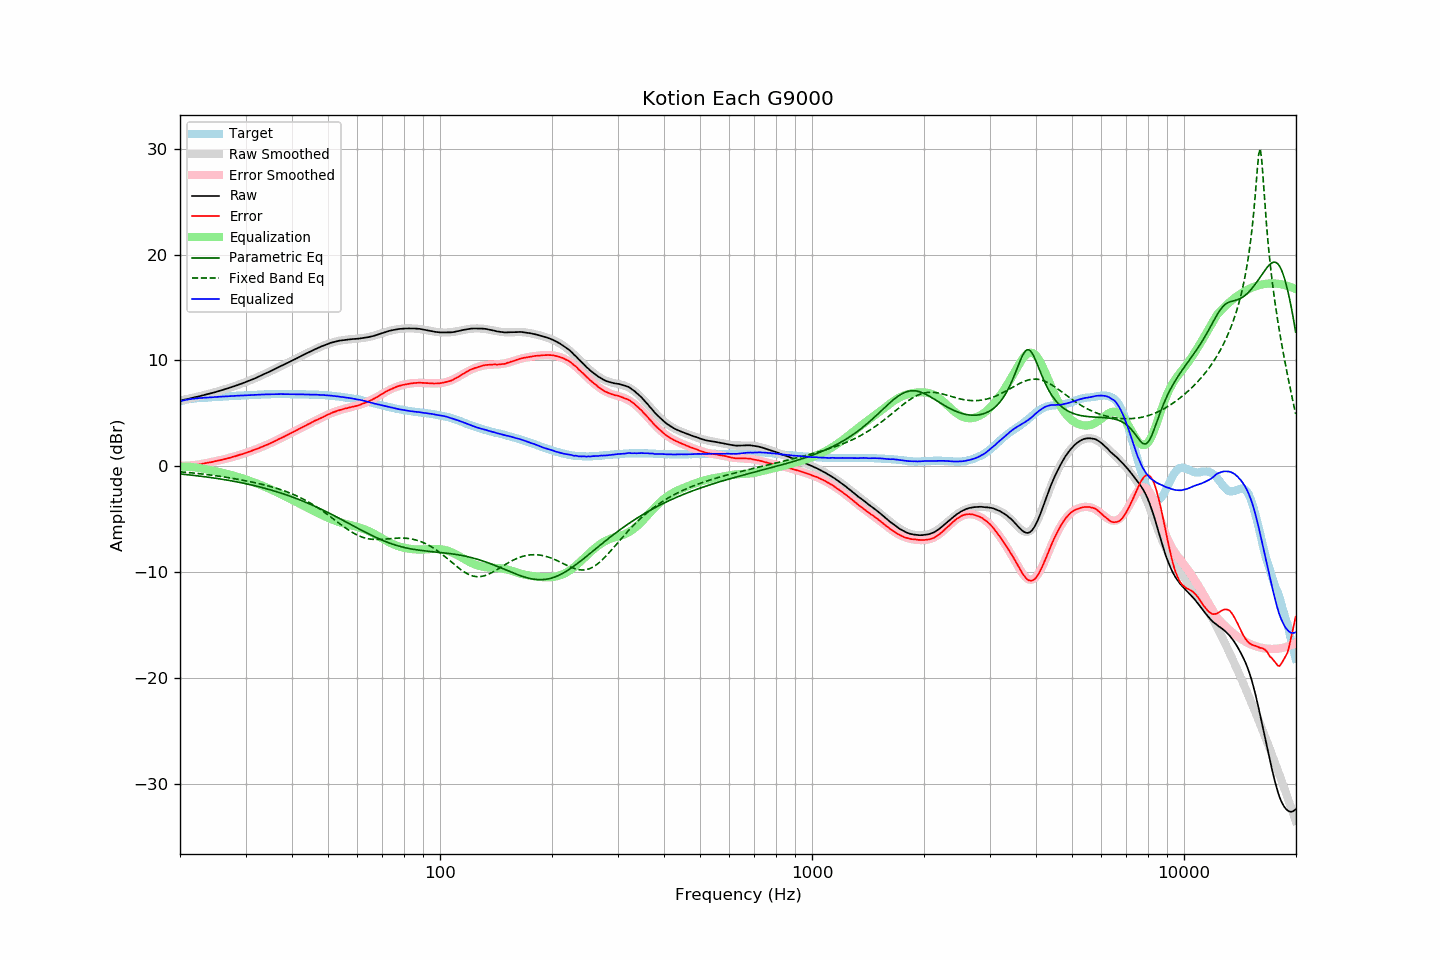 Kotion Each G9000
Target
Raw Smoothed
Error Smoothed
Raw
Error
Equalization
Parametric Eq
Fixed Band Eq
Equalized
30
20
10
0
−10
−20
−30
Amplitude (dBr)
100
1000
10000
Frequency (Hz)